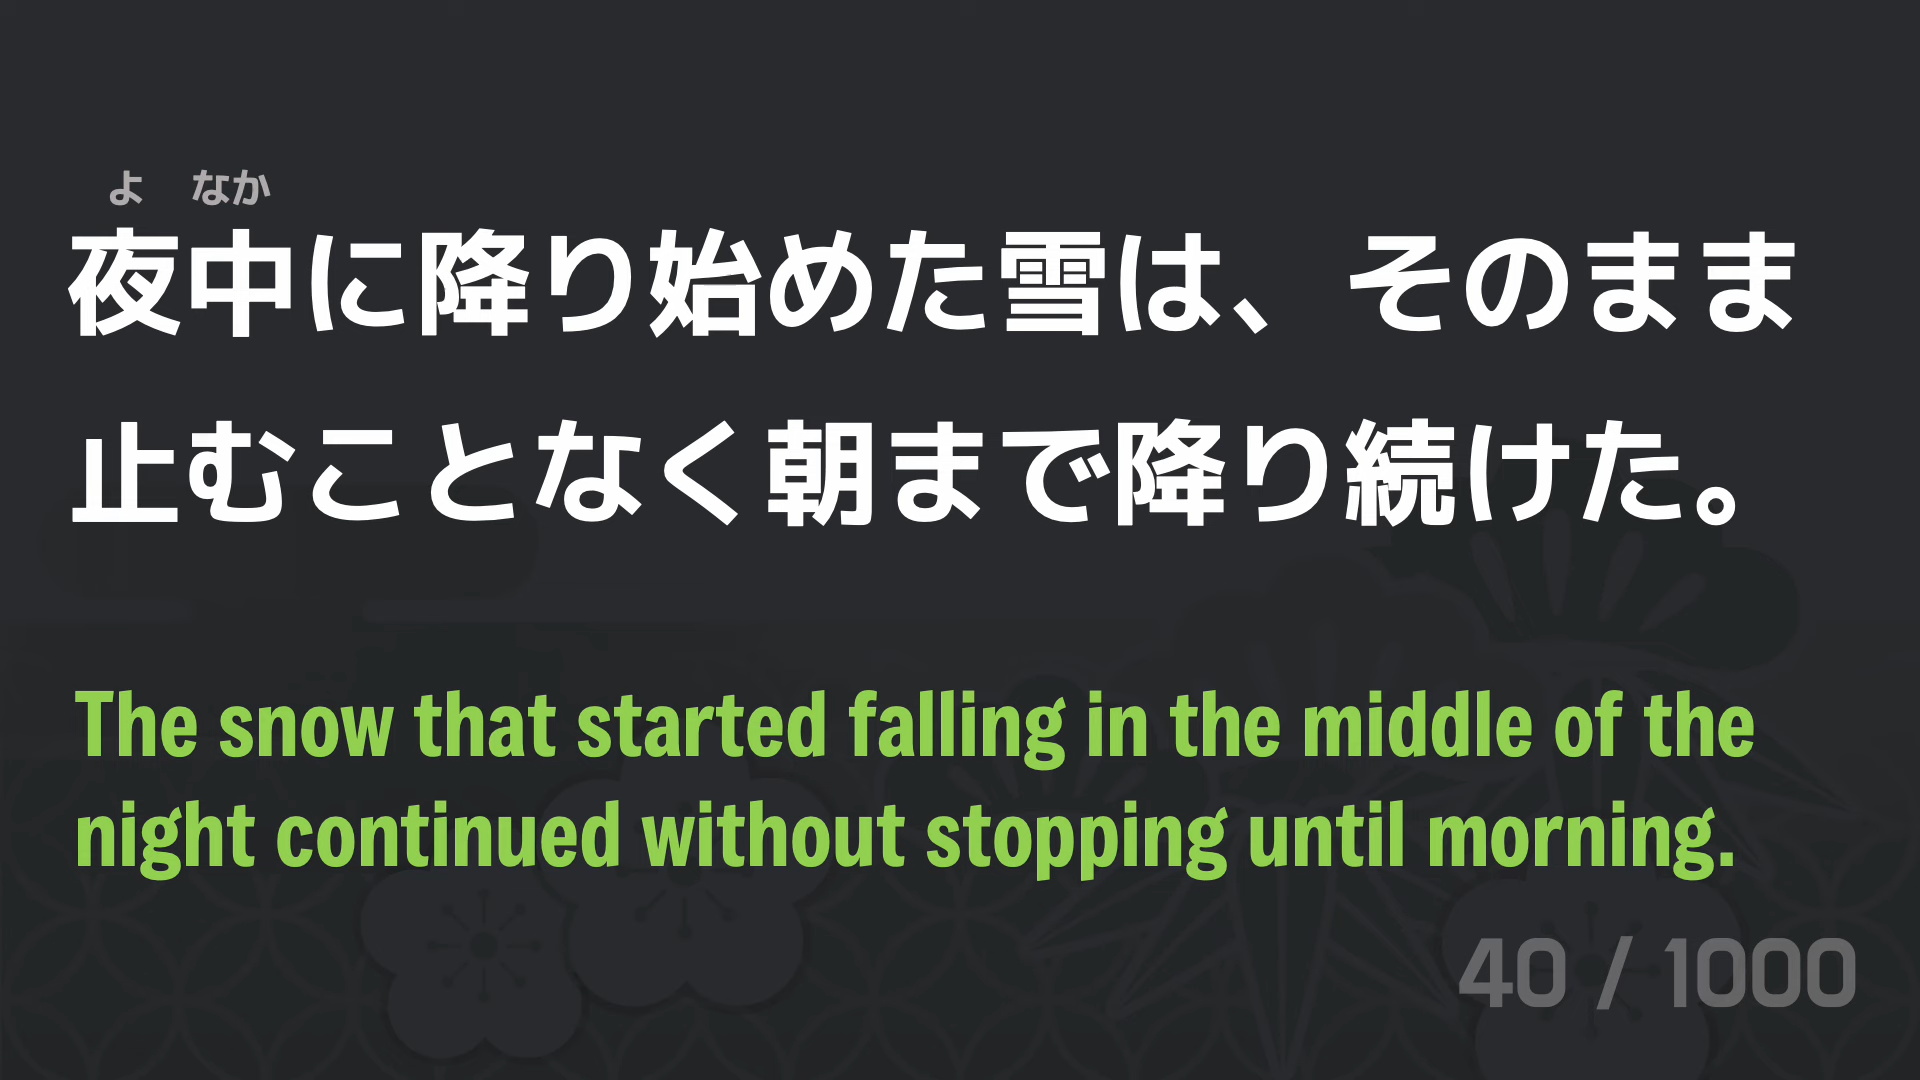 よ なか
夜中に降り始めた雪は、そのまま
止むことなく朝まで降り続けた。
The snow that started falling in the middle of the
night continued without stopping until morning.
40 / 1000